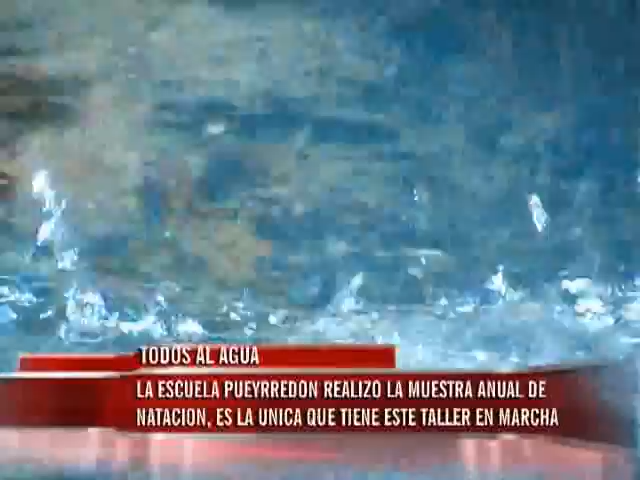 TODOS AL AGUA
LA ESCUELA PUEYRREDON REALIZO LA MUESTRA ANUAL DE
NATACION, ES LA UNICA QUE TIENE ESTE TALLER EN MARCHA